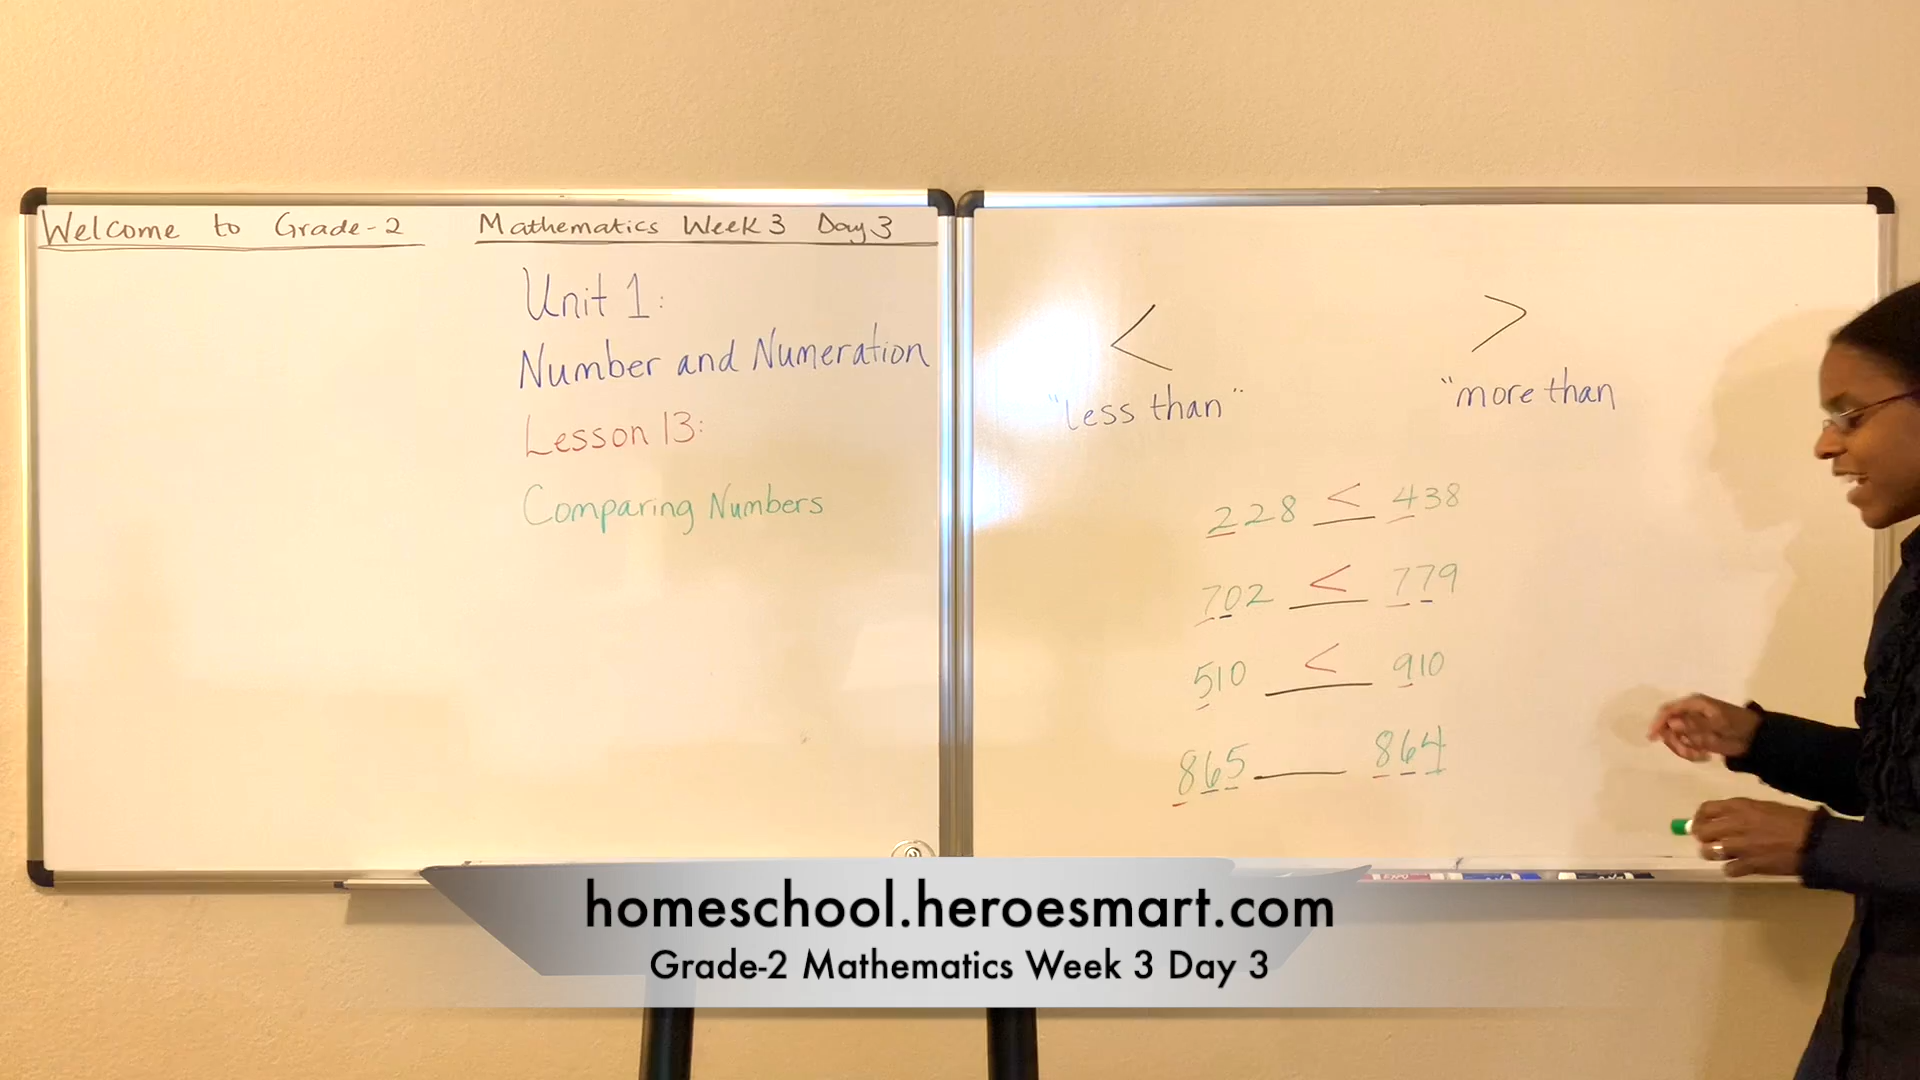 Welcome to Grade-2 Mathematics Week 3 Day 3
Unit 1:
Number and Numeration
Lesson 13:
Comparing Numbers
< >
"less than" "more than
228 < 438
702 < 779
510 < 910
865 ___ 864
homeschool.heroesmart.com
Grade-2 Mathematics Week 3 Day 3